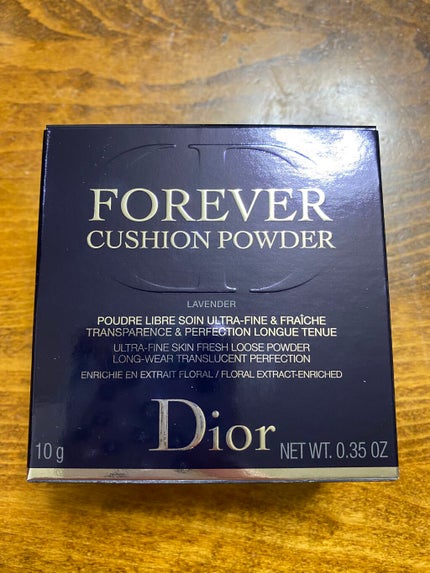 FOREVER
CUSHION POWDER
LAVENDER
POUDRE LIBRE SOIN ULTRA-FINE & FRAÎCHE
TRANSPARENCE & PERFECTION LONGUE TENUE
ULTRA-FINE SKIN FRESH LOOSE POWDER
LONG-WEAR TRANSLUCENT PERFECTION
ENRICHIE EN EXTRAIT FLORAL / FLORAL EXTRACT-ENRICHED
Dior
10 g NET WT. 0.35 OZ